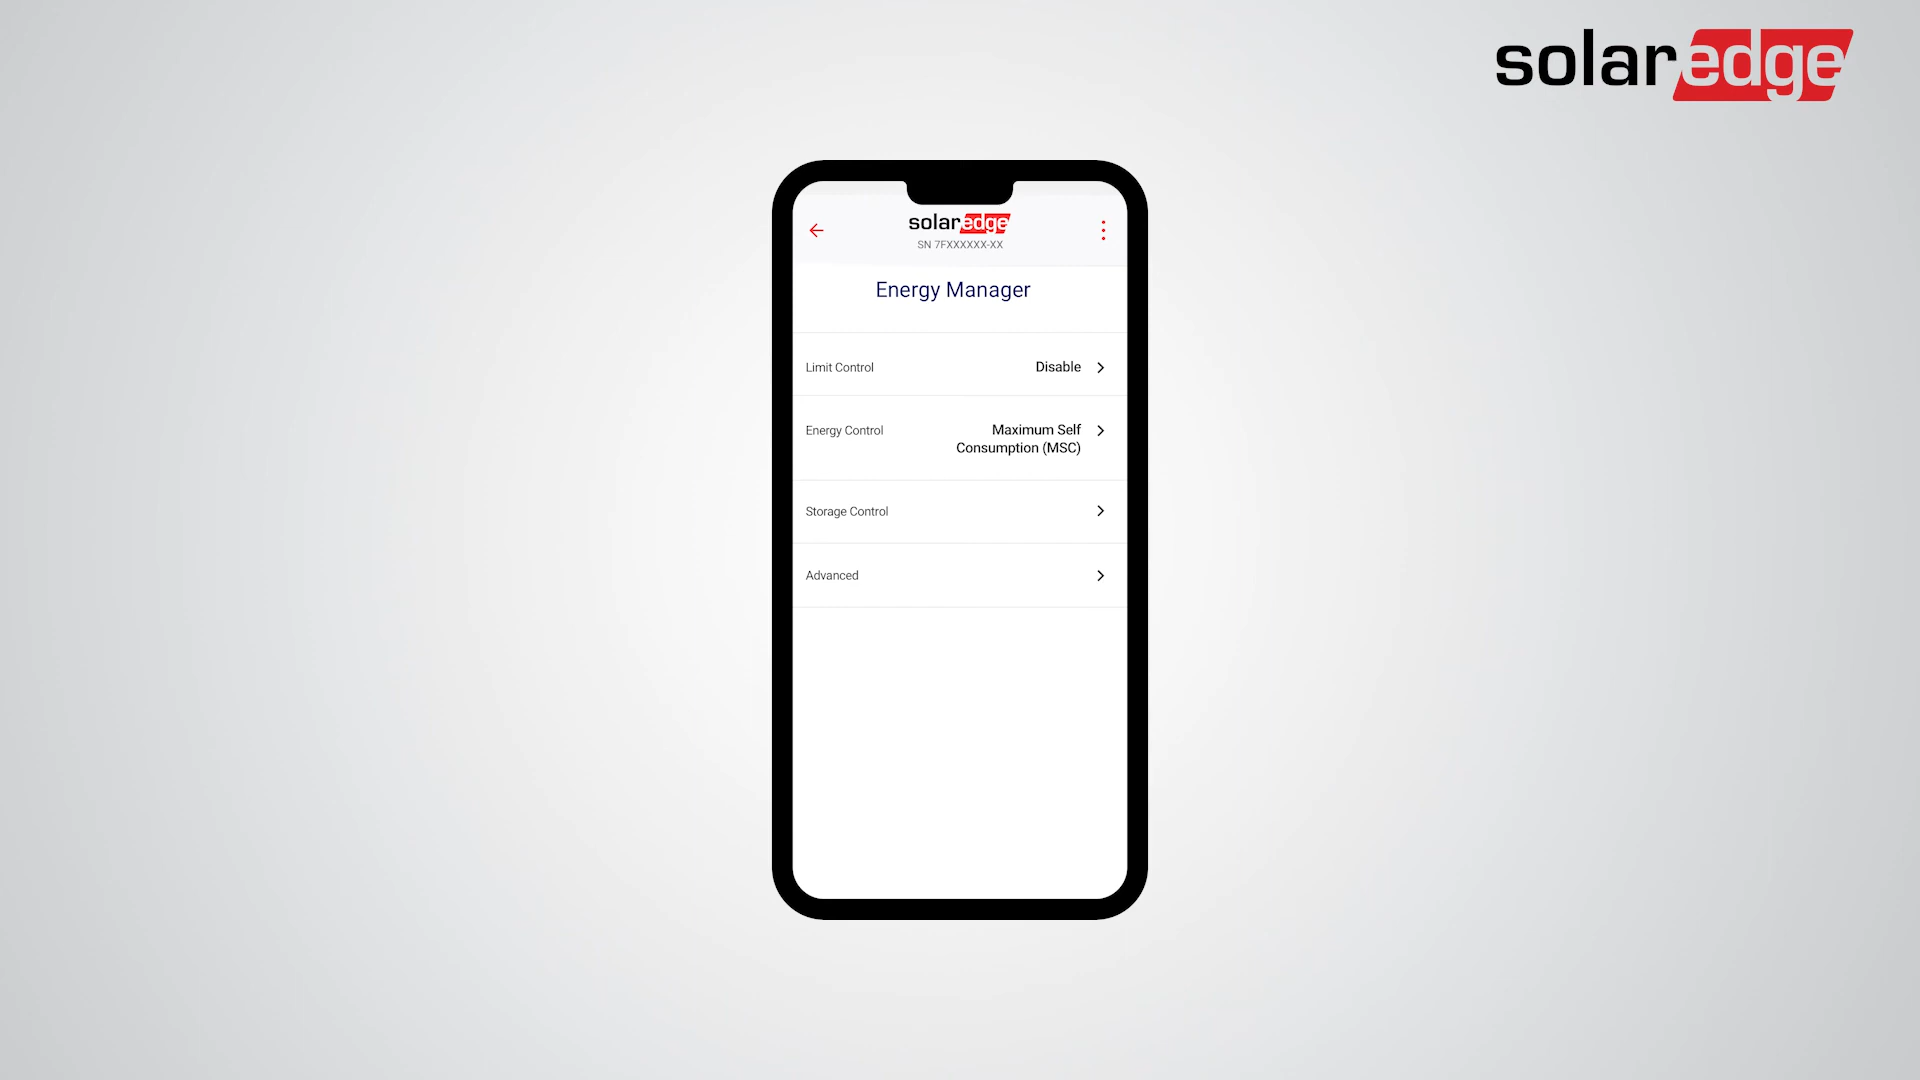 solaredge
solaredge
SN 7FXXXXXX-XX
Energy Manager
Limit Control Disable
Energy Control Maximum Self
Consumption (MSC)
Storage Control
Advanced